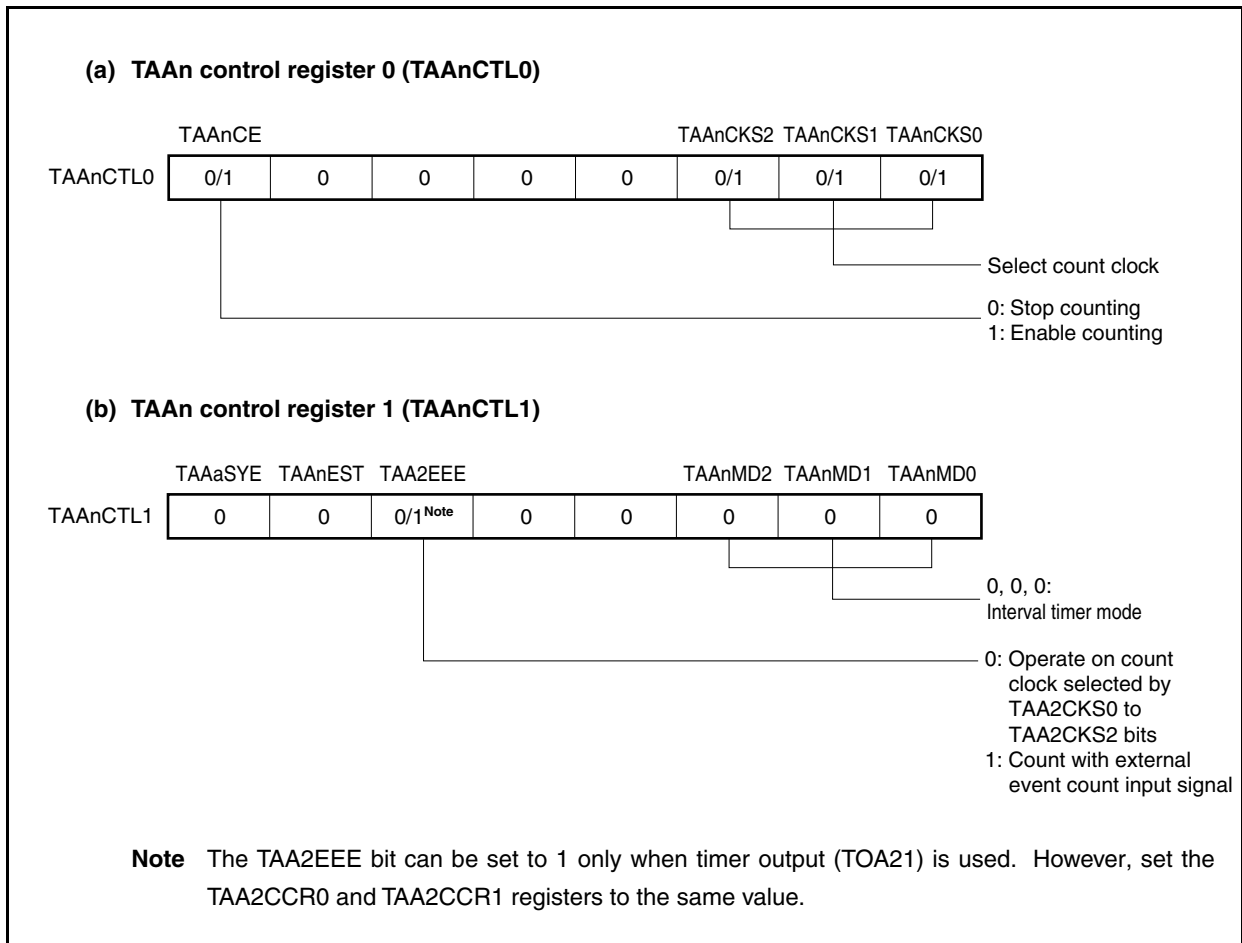 (a) TAAn control register 0 (TAAnCTL0)
TAAnCE TAAnCKS2 TAAnCKS1 TAAnCKS0
TAAnCTL0 0/1 0 0 0 0 0/1 0/1 0/1
Select count clock
0: Stop counting
1: Enable counting
(b) TAAn control register 1 (TAAnCTL1)
TAAaSYE TAAnEST TAA2EEE TAAnMD2 TAAnMD1 TAAnMD0
TAAnCTL1 0 0 0/1Note 0 0 0 0 0
0, 0, 0:
Interval timer mode
0: Operate on count
clock selected by
TAA2CKS0 to
TAA2CKS2 bits
1: Count with external
event count input signal
Note The TAA2EEE bit can be set to 1 only when timer output (TOA21) is used. However, set the
TAA2CCR0 and TAA2CCR1 registers to the same value.